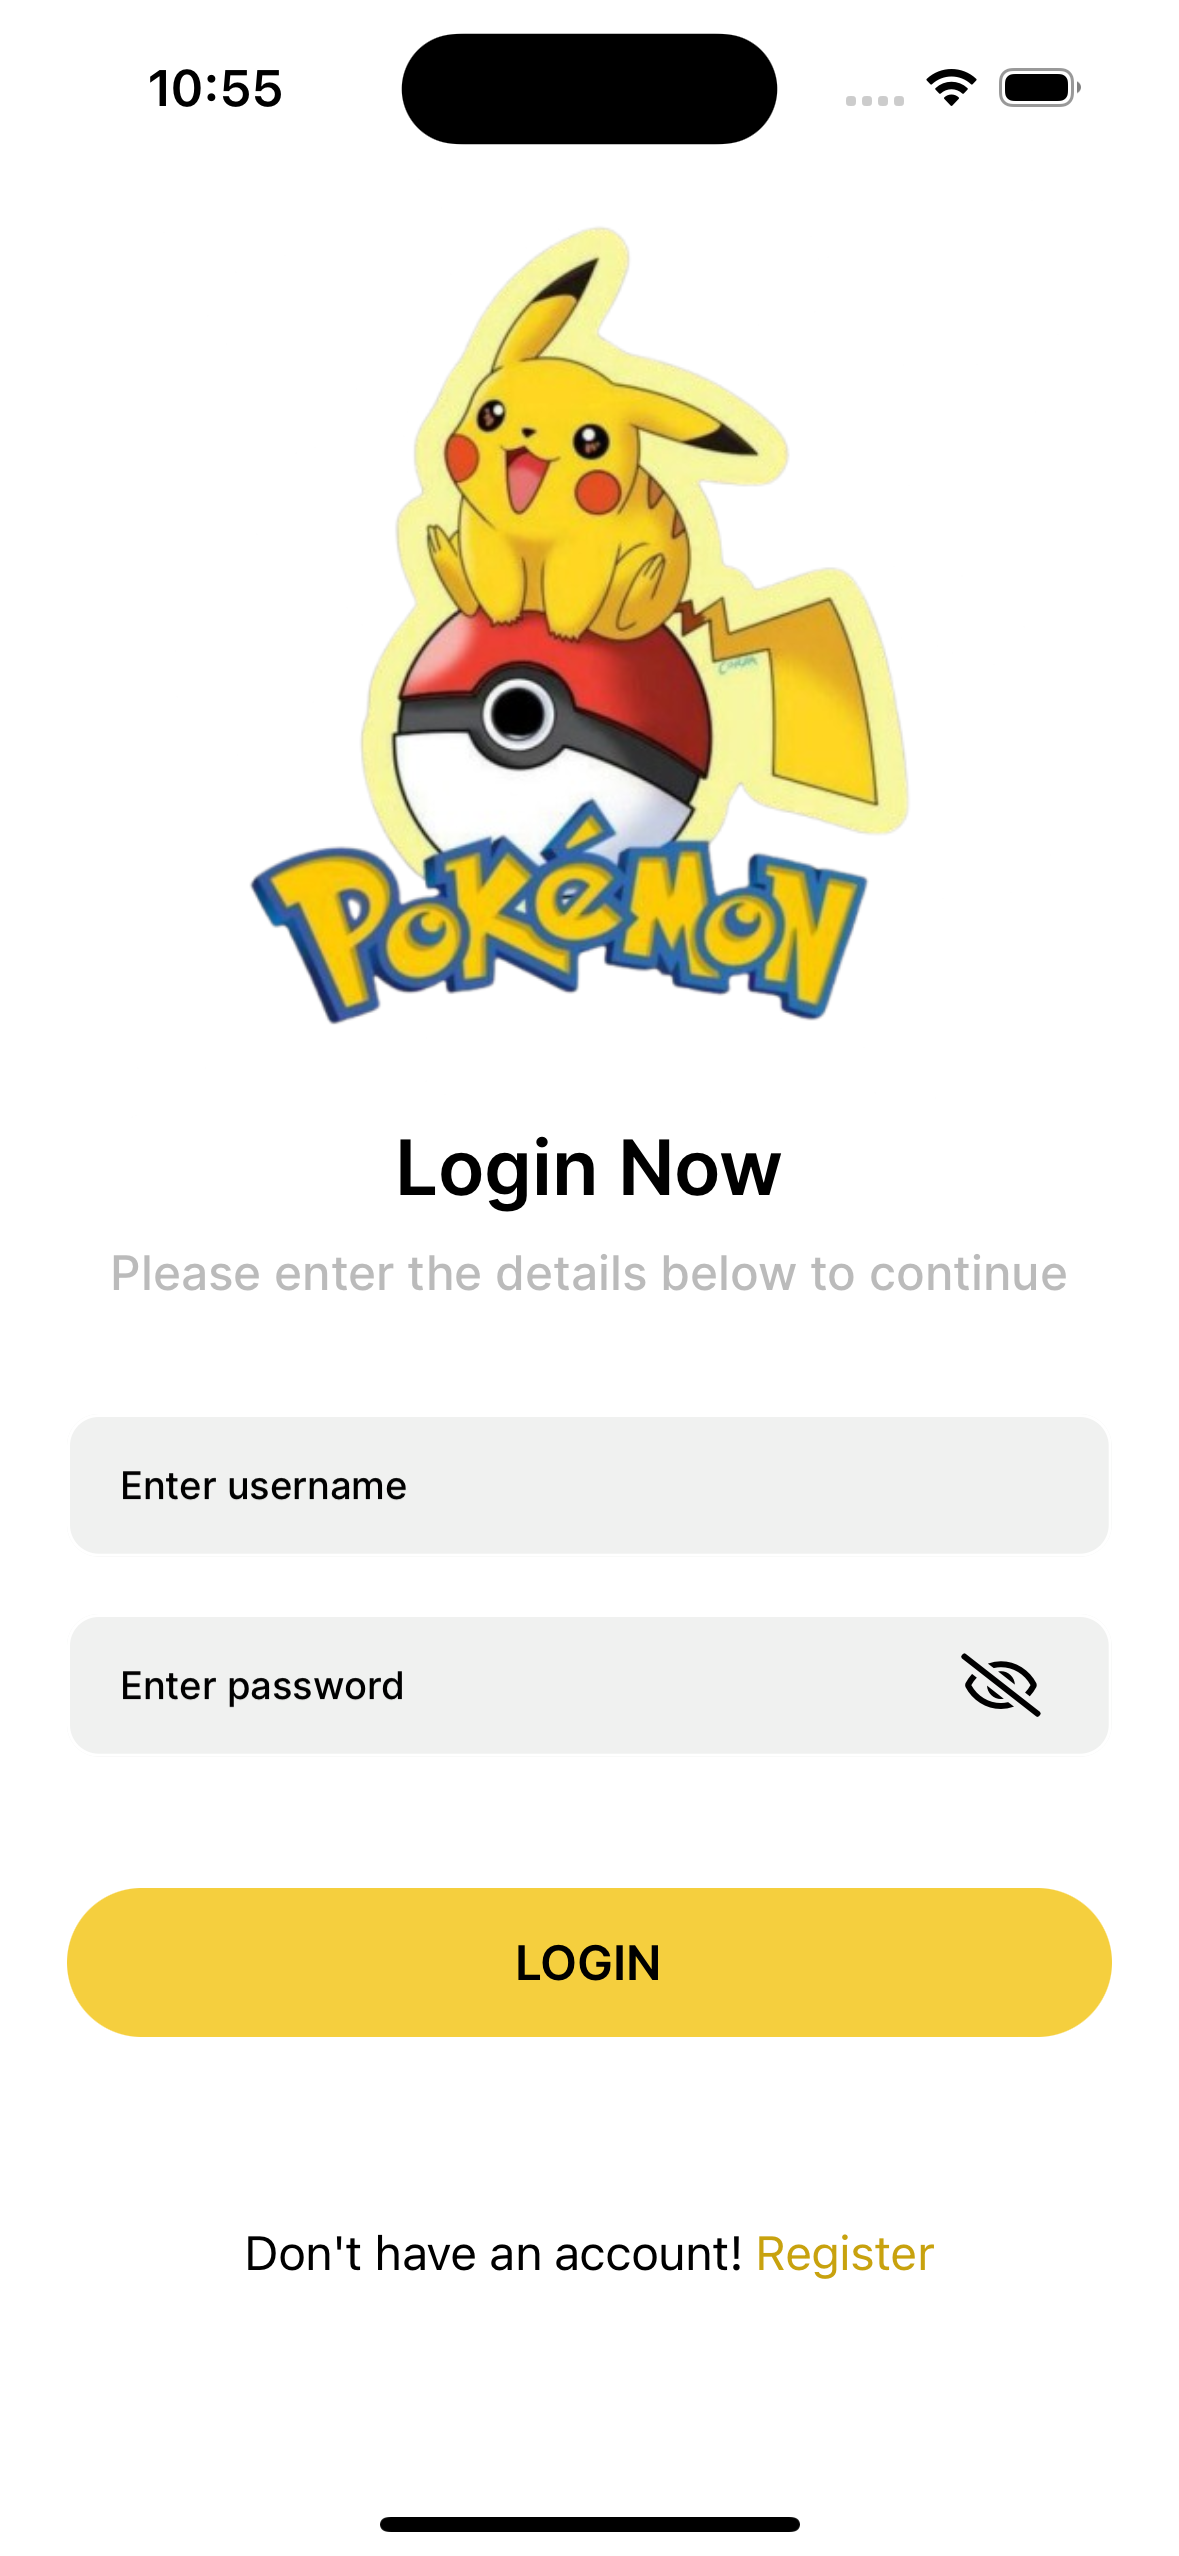 10:55
POKéMON
Login Now
Please enter the details below to continue
Enter username
Enter password
LOGIN
Don't have an account! Register